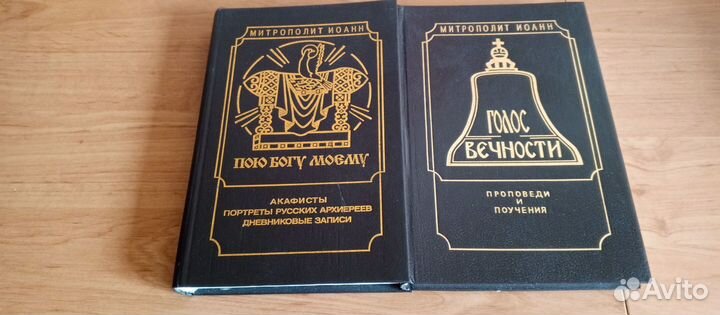 МИТРОПОЛИТ ИОАНН
ПОЮ БОГУ МОЕМУ
АКАФИСТЫ
ПОРТРЕТЫ РУССКИХ АРХИЕРЕЕВ
ДНЕВНИКОВЫЕ ЗАПИСИ
МИТРОПОЛИТ ИОАНН
ГОЛОС
ВЕЧНОСТИ
ПРОПОВЕДИ
И
ПОУЧЕНИЯ
Avito